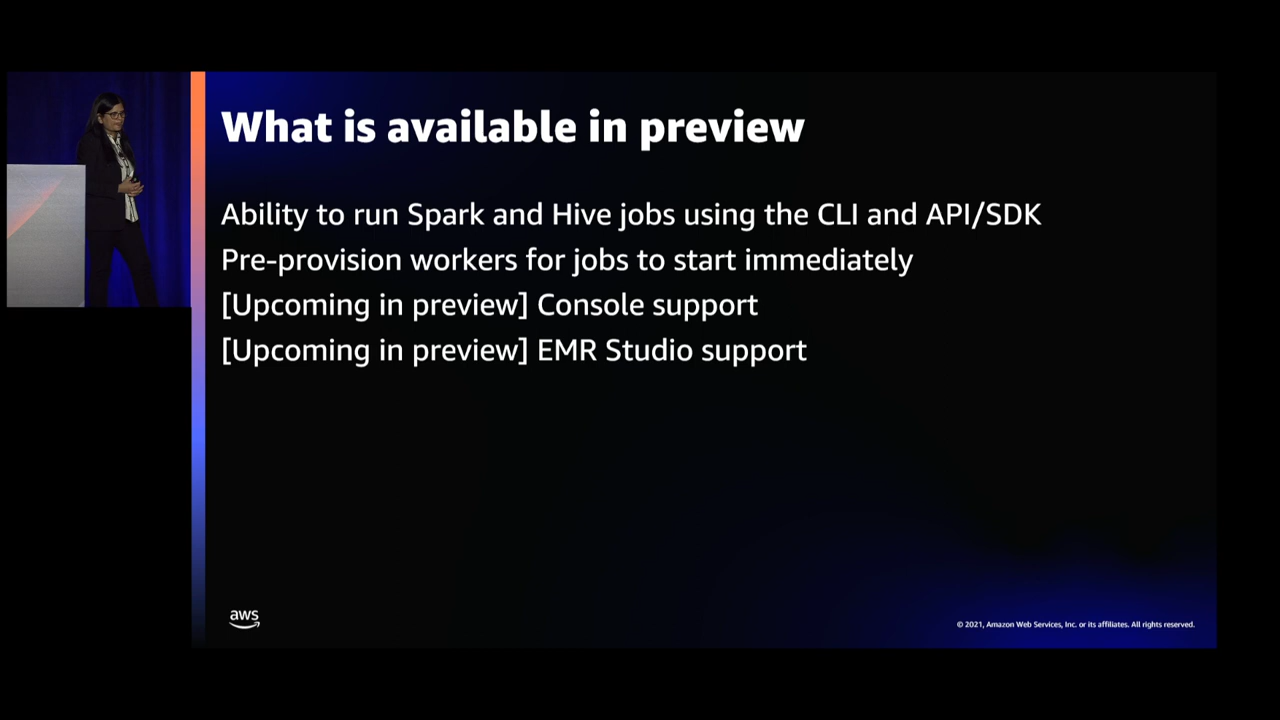 What is available in preview
Ability to run Spark and Hive jobs using the CLI and API/SDK
Pre-provision workers for jobs to start immediately
[Upcoming in preview] Console support
[Upcoming in preview] EMR Studio support
aws
© 2021, Amazon Web Services, Inc. or its affiliates. All rights reserved.